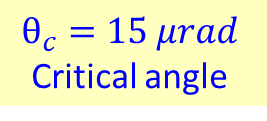 θc = 15 μrad
Critical angle